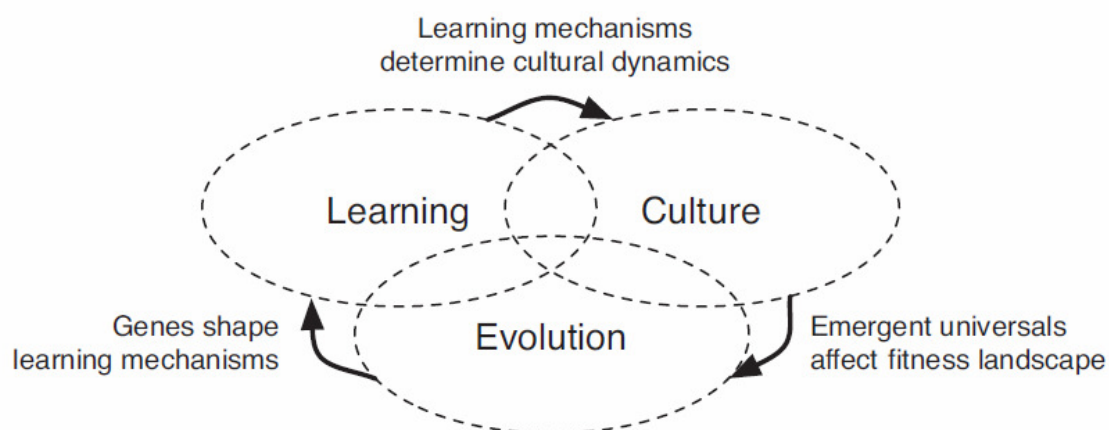 Learning mechanisms
determine cultural dynamics
Learning
Culture
Genes shape
learning mechanisms
Evolution
Emergent universals
affect fitness landscape